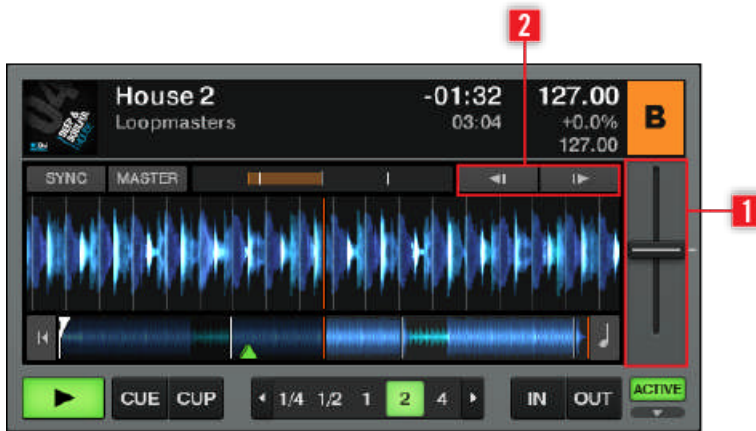 2
House 2
-01:32
127.00
B
Loopmasters
03:04
+0.0%
127.00
SYNC
MASTER
1
CUE
CUP
1/4
1/2
1
2
4
IN
OUT
ACTIVE